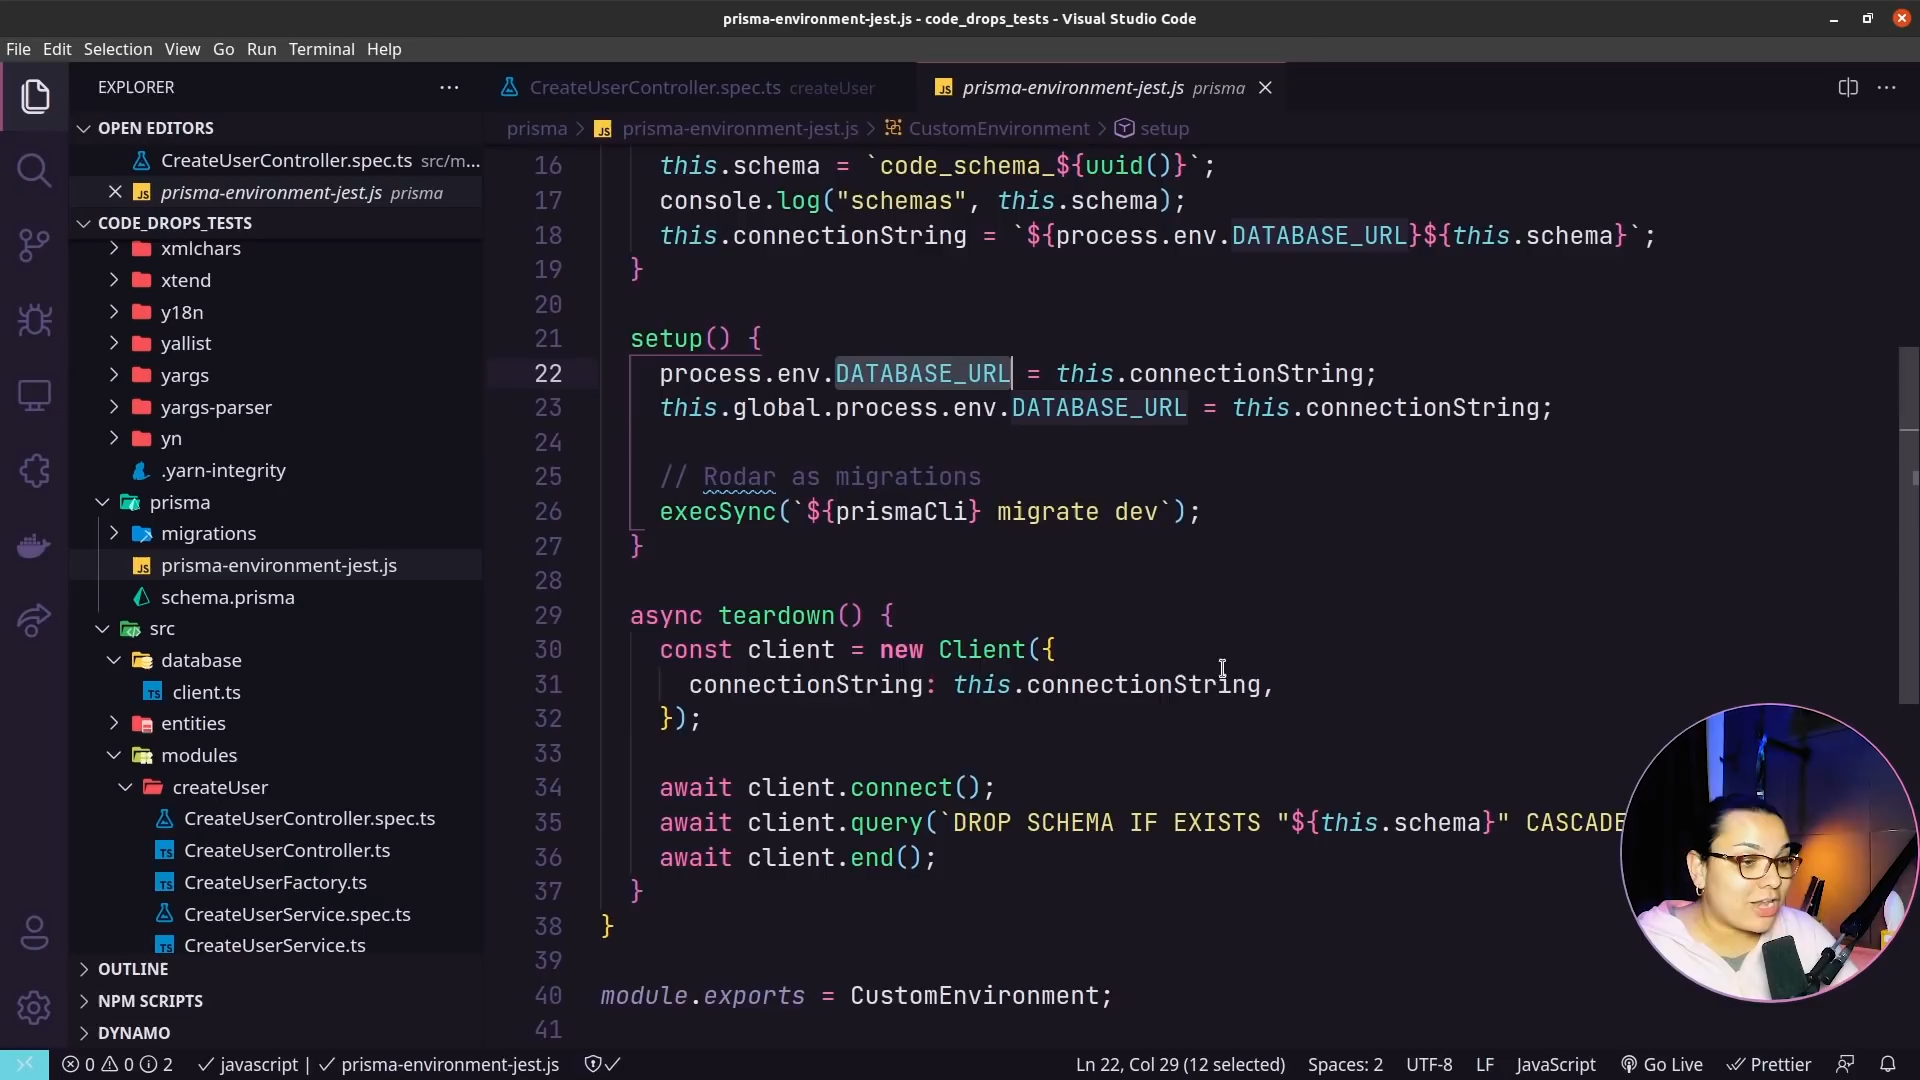 prisma-environment-jest.js - code_drops_tests - Visual Studio Code
File Edit Selection View Go Run Terminal Help
EXPLORER
OPEN EDITORS
CreateUserController.spec.ts src/m...
prisma-environment-jest.js prisma
CODE_DROPS_TESTS
xmlchars
xtend
y18n
yallist
yargs
yargs-parser
yn
.yarn-integrity
prisma
migrations
prisma-environment-jest.js
schema.prisma
src
database
client.ts
entities
modules
createUser
CreateUserController.spec.ts
CreateUserController.ts
CreateUserFactory.ts
CreateUserService.spec.ts
CreateUserService.ts
OUTLINE
NPM SCRIPTS
DYNAMO
CreateUserController.spec.ts createUser
prisma-environment-jest.js prisma
prisma > prisma-environment-jest.js > CustomEnvironment > setup
16 this.schema = `code_schema_${uuid()}`;
17 console.log("schemas", this.schema);
18 this.connectionString = `${process.env.DATABASE_URL}${this.schema}`;
19 }
20
21 setup() {
22 process.env.DATABASE_URL = this.connectionString;
23 this.global.process.env.DATABASE_URL = this.connectionString;
24
25 // Rodar as migrations
26 execSync(`${prismaCli} migrate dev`);
27 }
28
29 async teardown() {
30 const client = new Client({
31 connectionString: this.connectionString,
32 });
33
34 await client.connect();
35 await client.query(`DROP SCHEMA IF EXISTS "${this.schema}" CASCADE
36 await client.end();
37 }
38 }
39
40 module.exports = CustomEnvironment;
41
0 0 2 javascript | prisma-environment-jest.js
Ln 22, Col 29 (12 selected) Spaces: 2 UTF-8 LF JavaScript Go Live Prettier